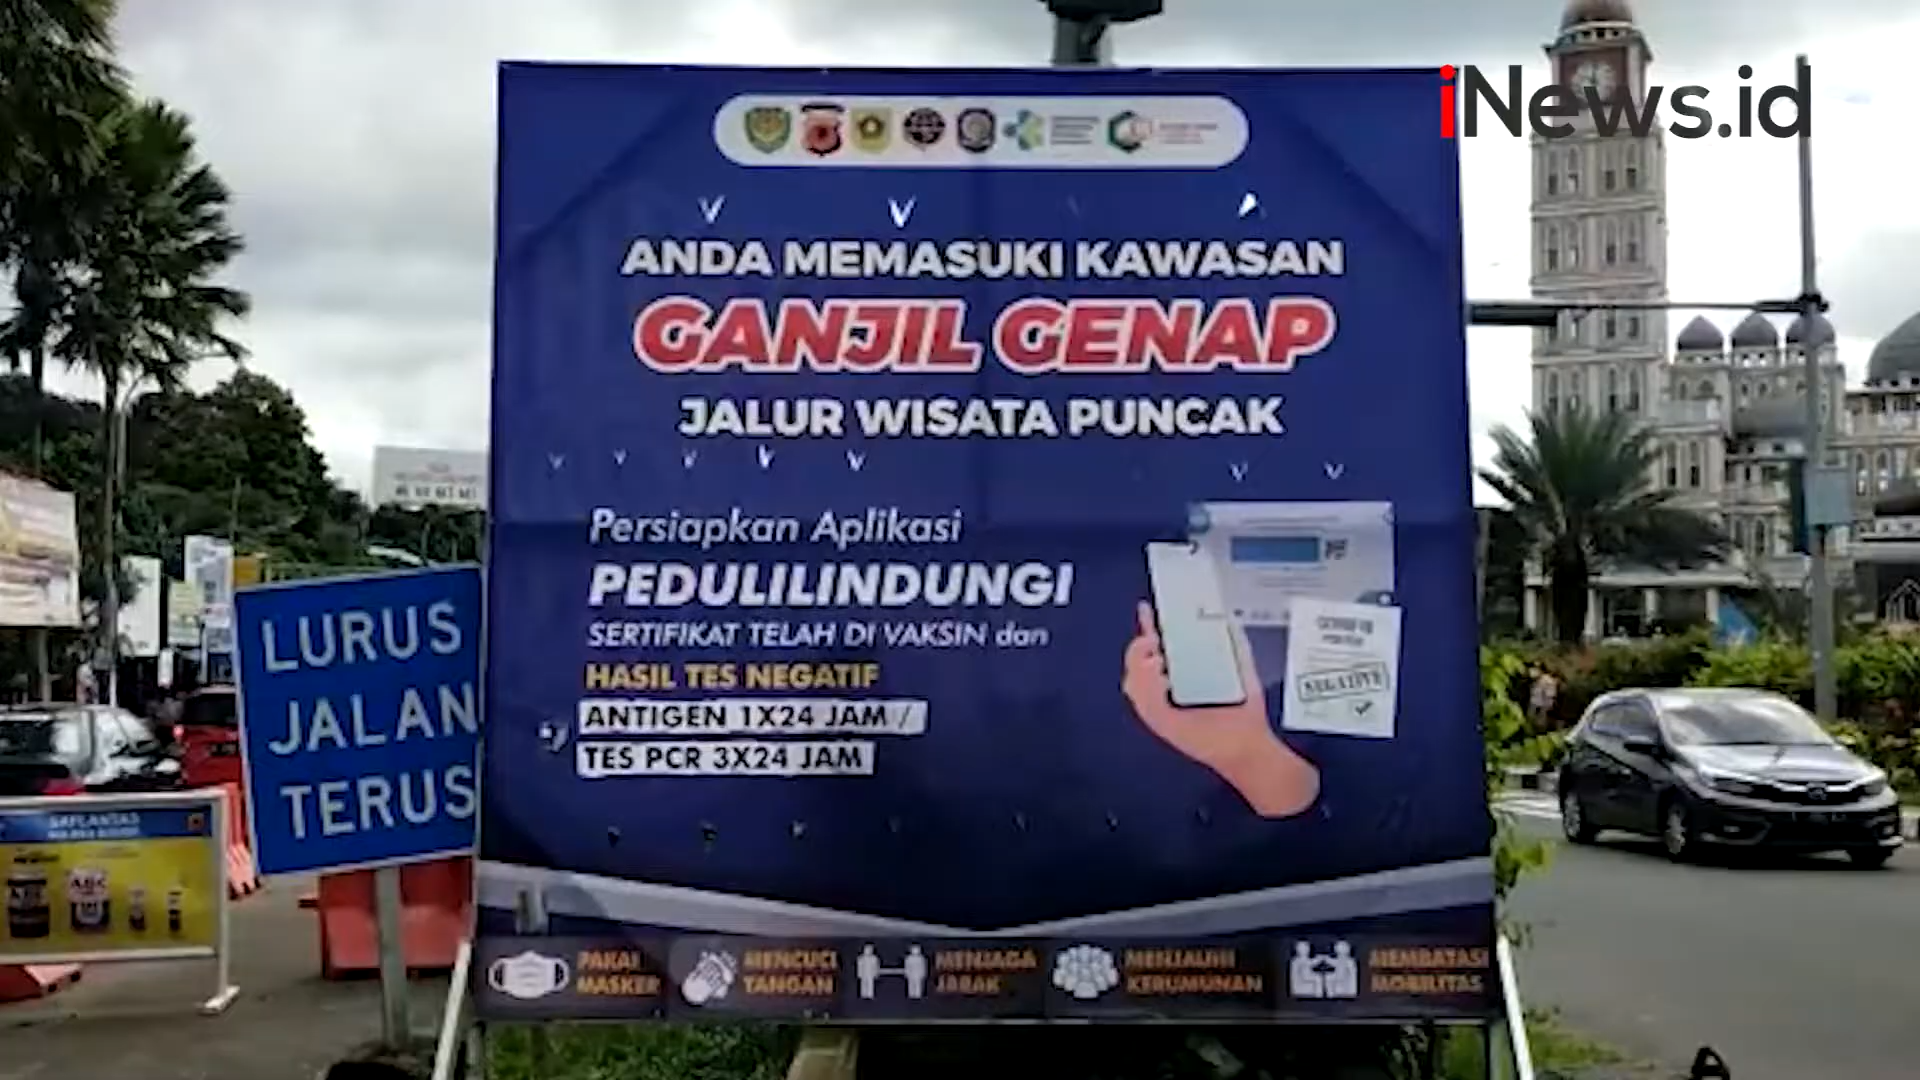 iNews.id
ANDA MEMASUKI KAWASAN
GANJIL GENAP
JALUR WISATA PUNCAK
Persiapkan Aplikasi
PEDULILINDUNGI
SERTIFIKAT TELAH DI VAKSIN dan
HASIL TES NEGATIF
ANTIGEN 1X24 JAM /
TES PCR 3X24 JAM
NEGATIVE
LURUS
JALAN
TERUS
SATLANTAS
ABC
PAKAI
MASKER
MENCUCI
TANGAN
MENJAGA
JARAK
MENJAUHI
KERUMUNAN
MEMBATASI
MOBILITAS